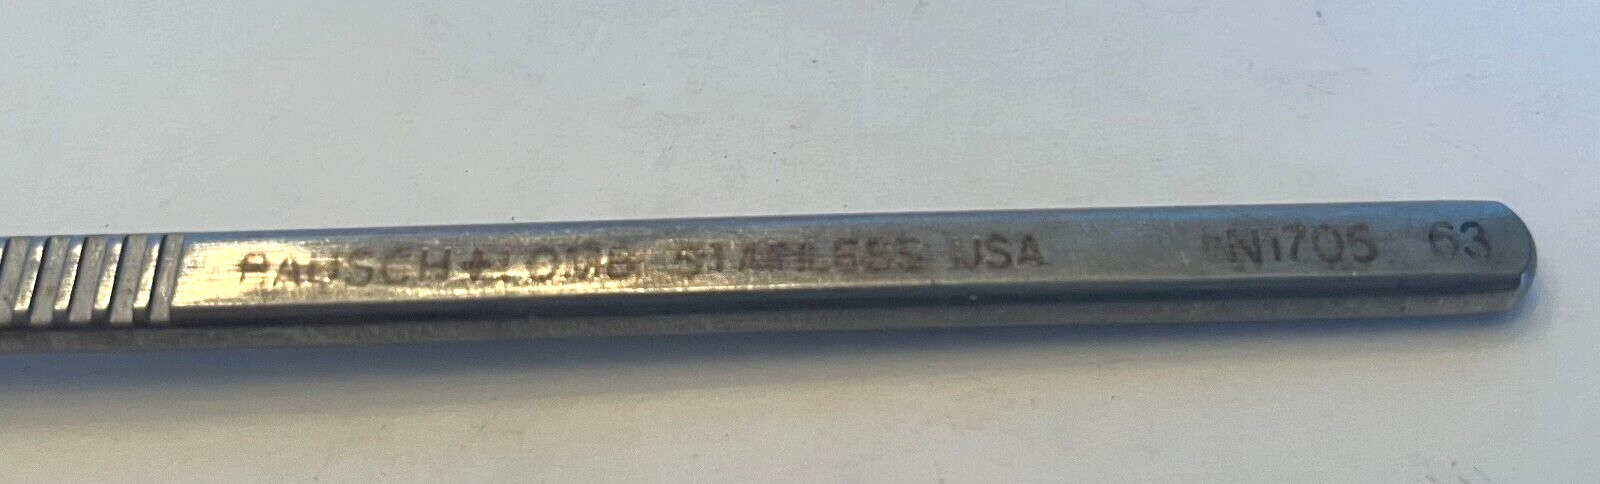 BAUSCH + LOMB STAINLESS USA N1705 63